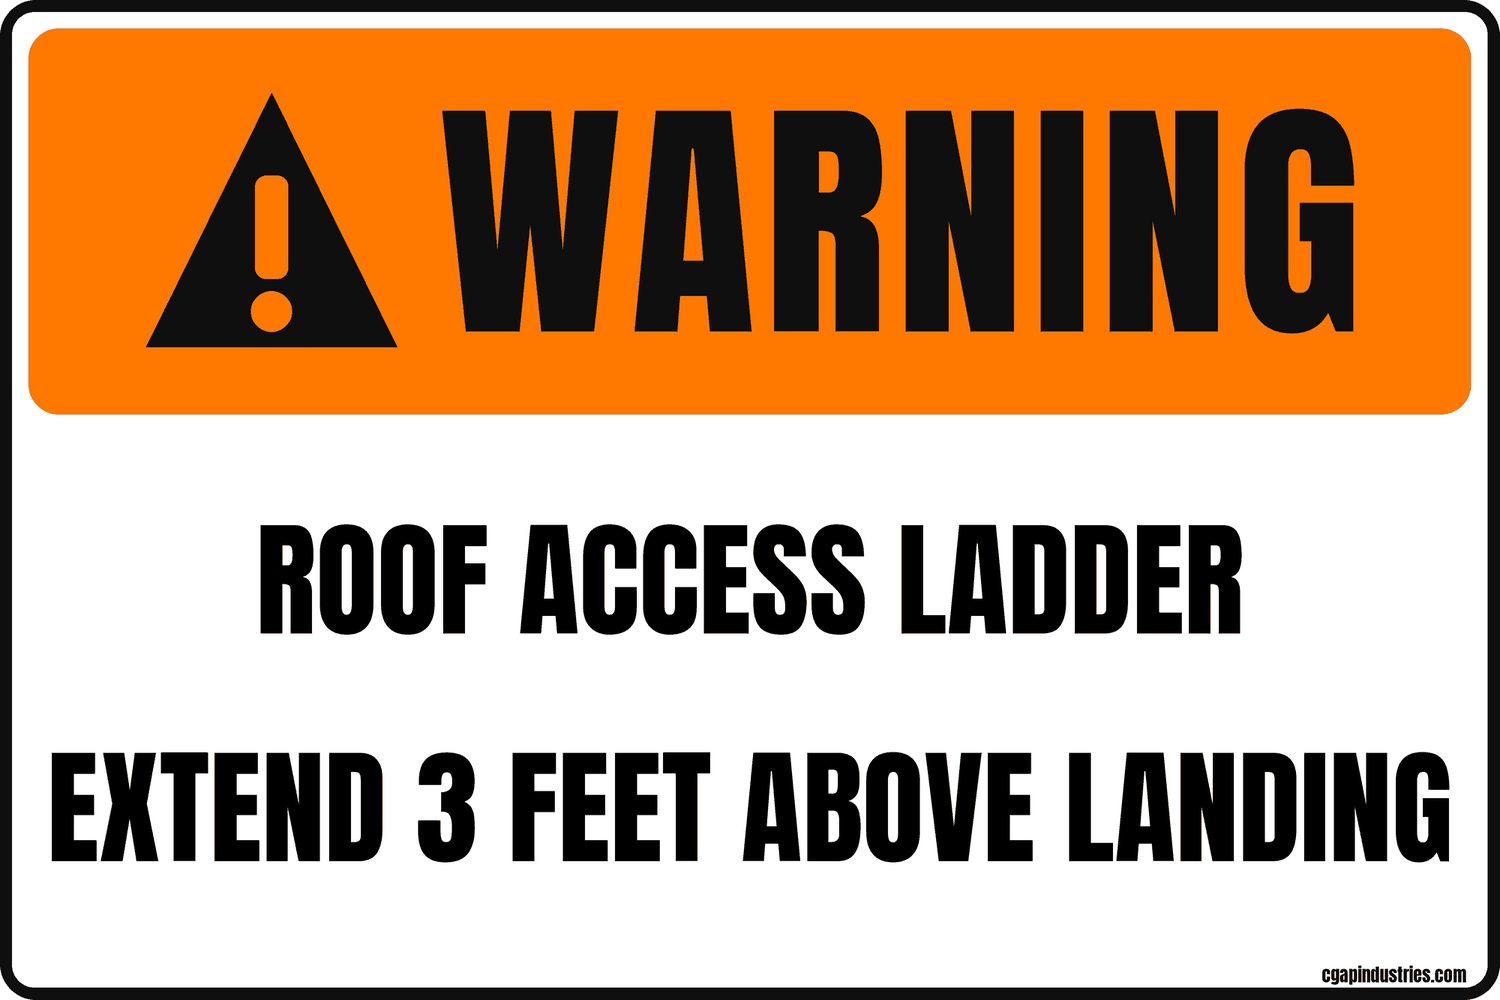 WARNING
ROOF ACCESS LADDER
EXTEND 3 FEET ABOVE LANDING
cgapindustries.com